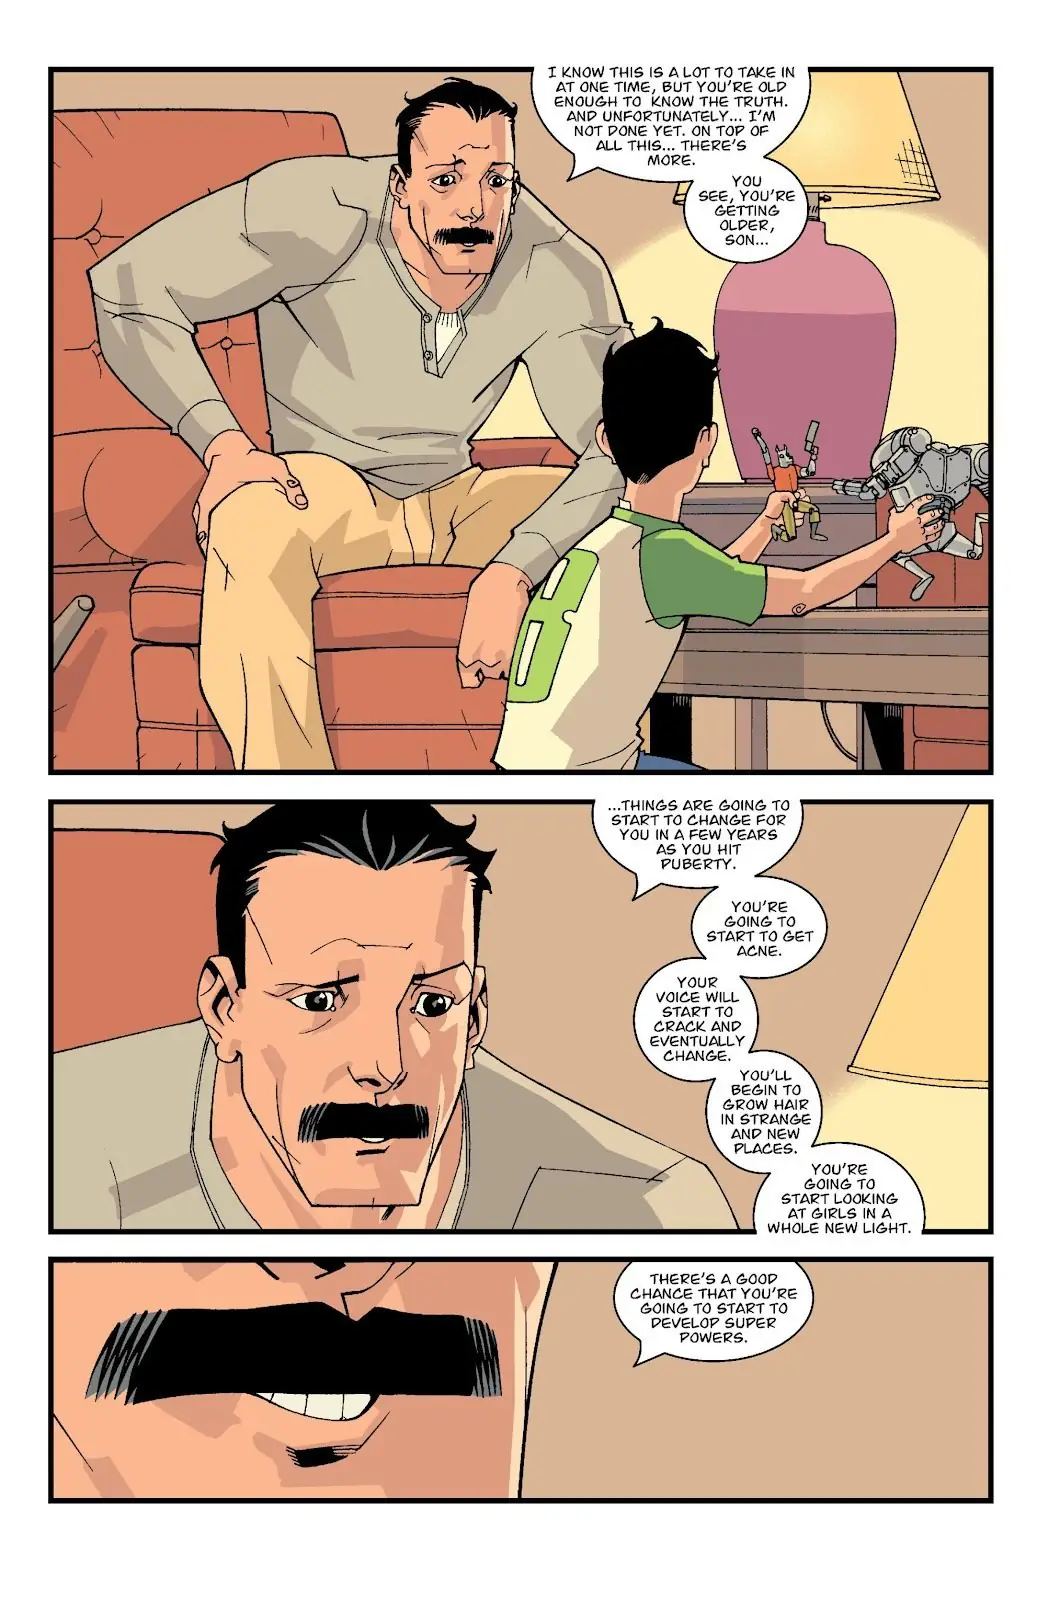 I KNOW THIS IS A LOT TO TAKE IN
AT ONE TIME, BUT YOU'RE OLD
ENOUGH TO KNOW THE TRUTH.
AND UNFORTUNATELY... I'M
NOT DONE YET. ON TOP OF
ALL THIS... THERE'S
MORE.
YOU
SEE, YOU'RE
GETTING
OLDER,
SON...
...THINGS ARE GOING TO
START TO CHANGE FOR
YOU IN A FEW YEARS
AS YOU HIT
PUBERTY.
YOU'RE
GOING TO
START TO GET
ACNE.
YOUR
VOICE WILL
START TO
CRACK AND
EVENTUALLY
CHANGE.
YOU'LL
BEGIN TO
GROW HAIR
IN STRANGE
AND NEW
PLACES.
YOU'RE
GOING TO
START LOOKING
AT GIRLS IN A
WHOLE NEW LIGHT.
THERE'S A GOOD
CHANCE THAT YOU'RE
GOING TO START TO
DEVELOP SUPER
POWERS.